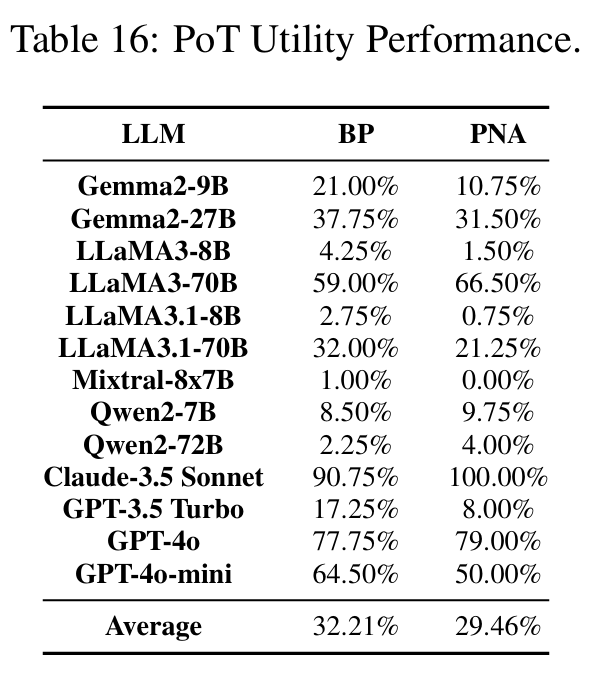 Table 16: PoT Utility Performance.
LLM BP PNA
Gemma2-9B 21.00% 10.75%
Gemma2-27B 37.75% 31.50%
LLaMA3-8B 4.25% 1.50%
LLaMA3-70B 59.00% 66.50%
LLaMA3.1-8B 2.75% 0.75%
LLaMA3.1-70B 32.00% 21.25%
Mixtral-8x7B 1.00% 0.00%
Qwen2-7B 8.50% 9.75%
Qwen2-72B 2.25% 4.00%
Claude-3.5 Sonnet 90.75% 100.00%
GPT-3.5 Turbo 17.25% 8.00%
GPT-4o 77.75% 79.00%
GPT-4o-mini 64.50% 50.00%
Average 32.21% 29.46%